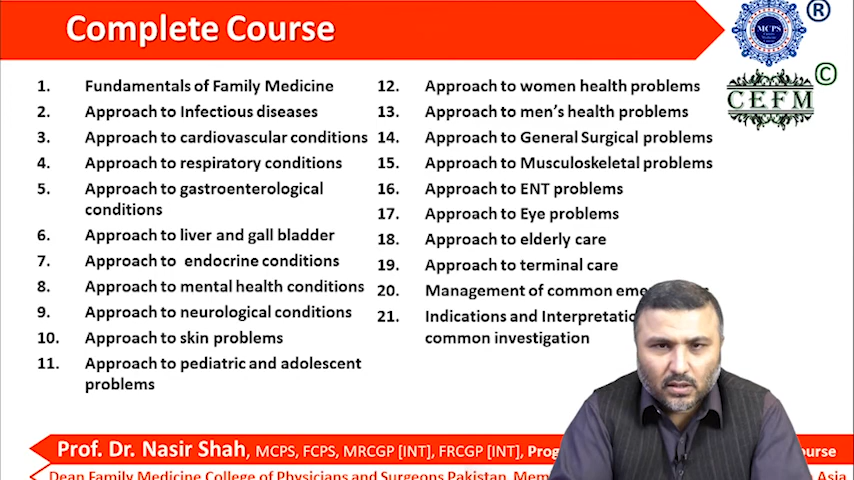 Complete Course
MCPS
®
©
CEFM
1. Fundamentals of Family Medicine
2. Approach to Infectious diseases
3. Approach to cardiovascular conditions
4. Approach to respiratory conditions
5. Approach to gastroenterological
conditions
6. Approach to liver and gall bladder
7. Approach to endocrine conditions
8. Approach to mental health conditions
9. Approach to neurological conditions
10. Approach to skin problems
11. Approach to pediatric and adolescent
problems
12. Approach to women health problems
13. Approach to men's health problems
14. Approach to General Surgical problems
15. Approach to Musculoskeletal problems
16. Approach to ENT problems
17. Approach to Eye problems
18. Approach to elderly care
19. Approach to terminal care
20. Management of common
21. Indications and
common investigation
Prof. Dr. Nasir Shah, MCPS, FCPS, MRCGP [INT], FRCGP [INT], ourse
Dean Family Medicine College of Physicians and Surgeons Pakistan, Asia